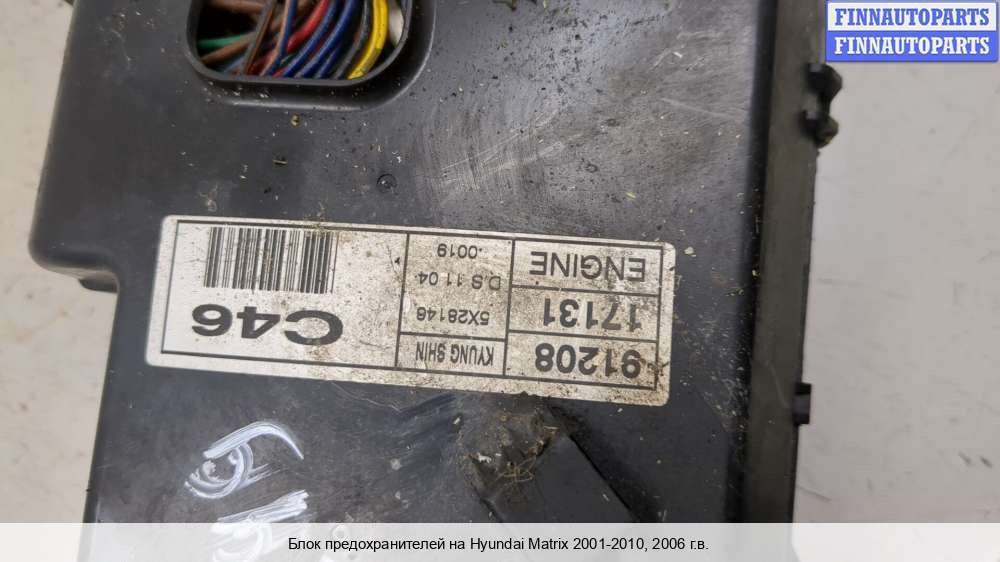 FINNAUTOPARTS
FINNAUTOPARTS
91208
17131
ENGINE
KYUNG SHIN
5X28146
D.S 11 04
.0019
C46
Блок предохранителей на Hyundai Matrix 2001-2010, 2006 г.в.